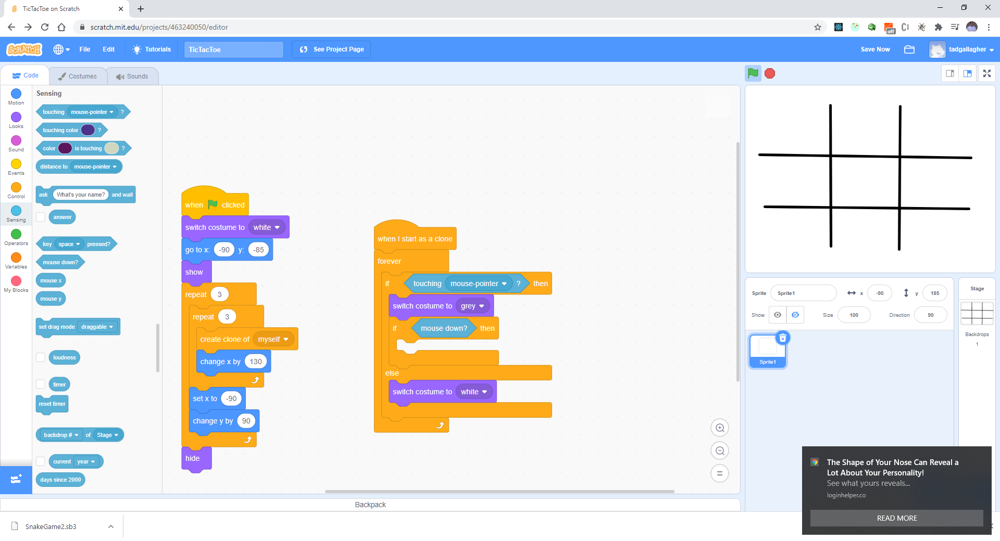 TicTacToe on Scratch
scratch.mit.edu/projects/463240050/editor
off
SCRATCH
File
Edit
Tutorials
TicTacToe
See Project Page
Save Now
tadgallagher
Code
Costumes
Sounds
Motion
Looks
Sound
Events
Control
Sensing
Operators
Variables
My Blocks
Sensing
touching mouse-pointer ?
touching color ?
color is touching ?
distance to mouse-pointer
ask What's your name? and wait
answer
key space pressed?
mouse down?
mouse x
mouse y
set drag mode draggable
loudness
timer
reset timer
backdrop # of Stage
current year
days since 2000
when clicked
switch costume to white
go to x: -90 y: -85
show
repeat 3
repeat 3
create clone of myself
change x by 130
set x to -90
change y by 90
hide
when I start as a clone
forever
if touching mouse-pointer ? then
switch costume to grey
if mouse down? then
else
switch costume to white
Sprite Sprite1 x -90 y 185
Show Size 100 Direction 90
Sprite1
Stage
Backdrops
1
Backpack
SnakeGame2.sb3
The Shape of Your Nose Can Reveal a
Lot About Your Personality!
See what yours reveals...
loginhelper.co
READ MORE